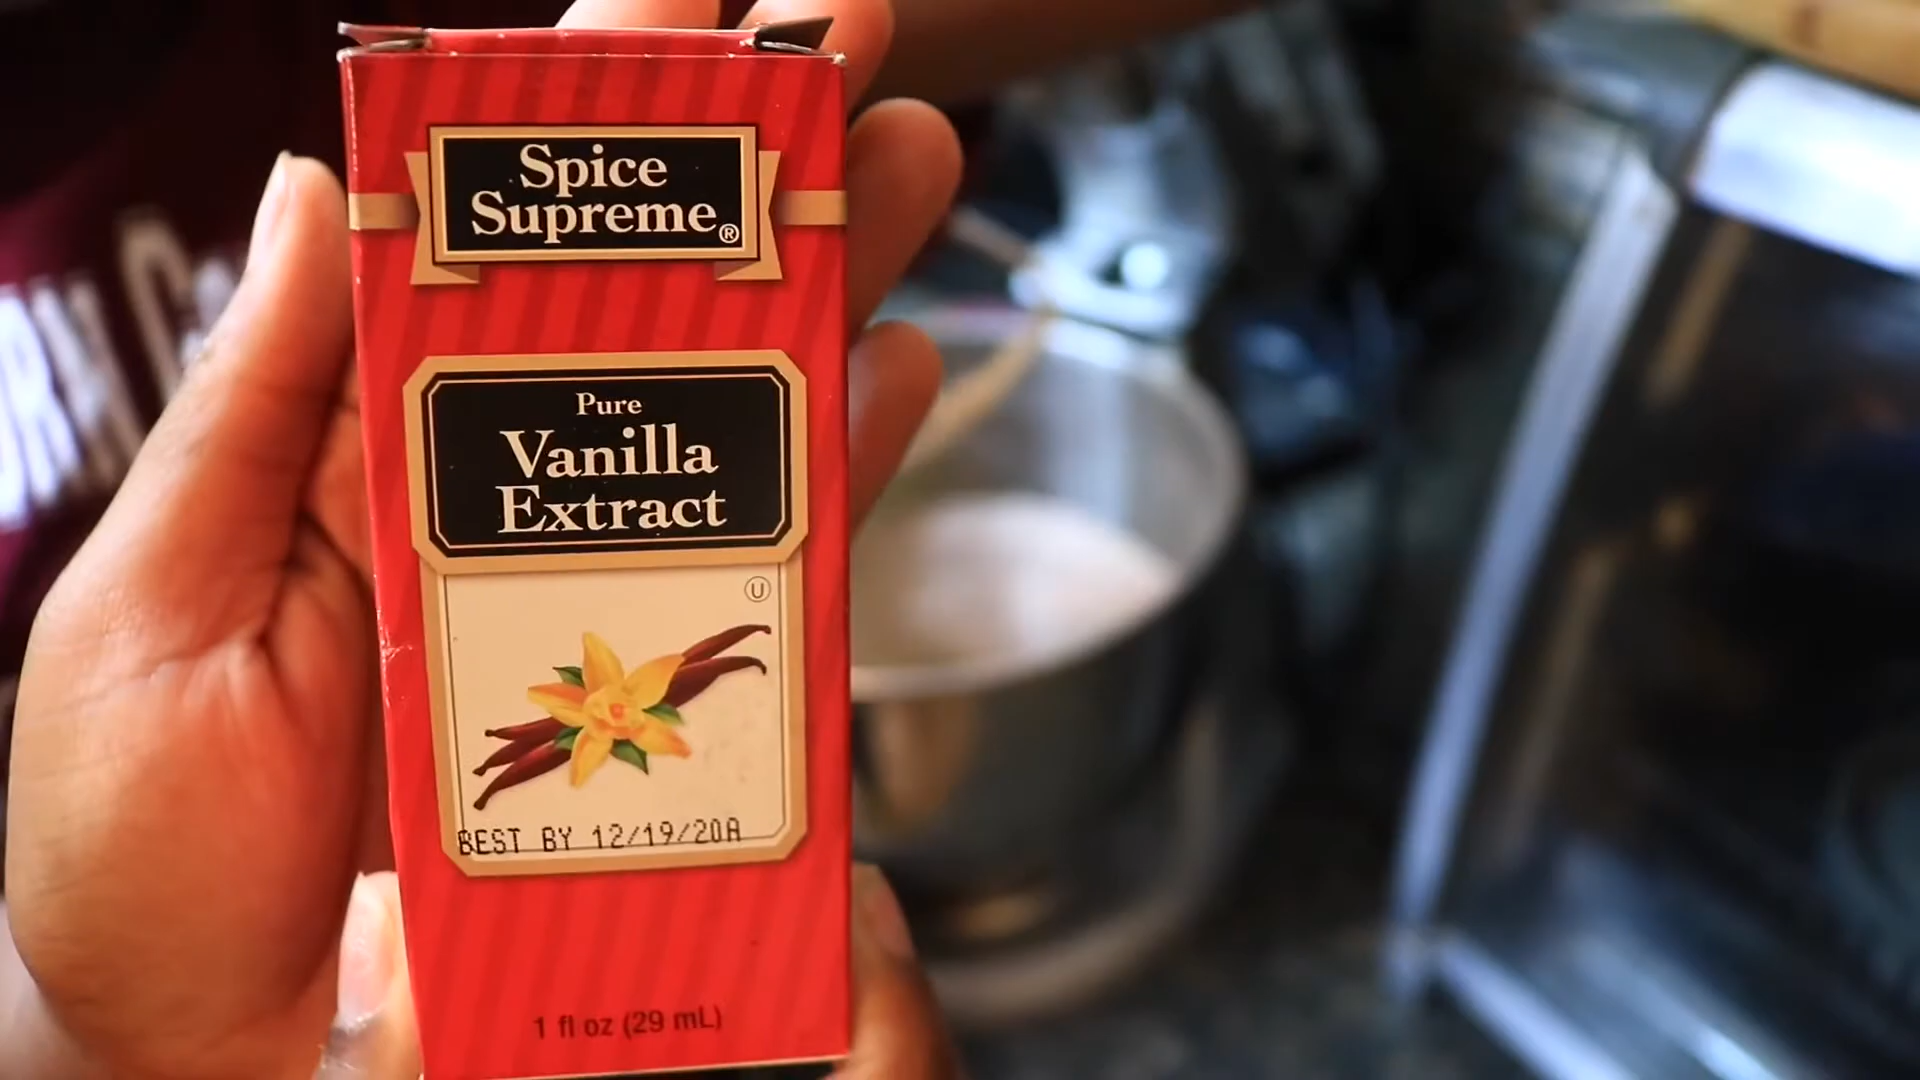 Spice
Supreme®
Pure
Vanilla
Extract
U
BEST BY 12/19/20A
1 fl oz (29 mL)